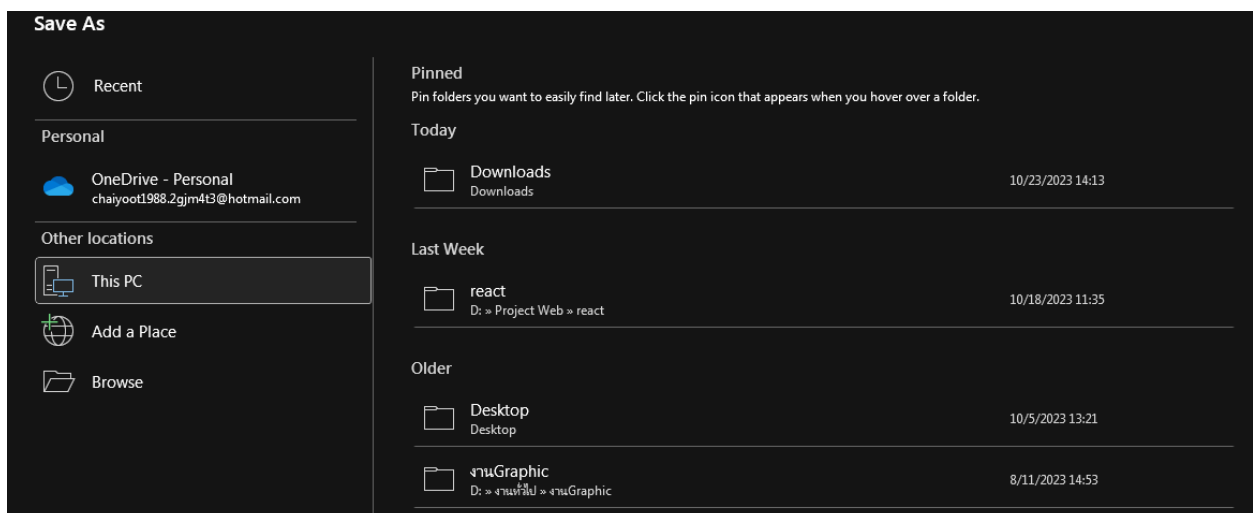 Save As
Recent
Personal
OneDrive - Personal
chaiyoot1988.2gjm4t3@hotmail.com
Other locations
This PC
Add a Place
Browse
Pinned
Pin folders you want to easily find later. Click the pin icon that appears when you hover over a folder.
Today
Downloads
Downloads
10/23/2023 14:13
Last Week
react
D: » Project Web » react
10/18/2023 11:35
Older
Desktop
Desktop
10/5/2023 13:21
งานGraphic
D: » งานทั่วไป » งานGraphic
8/11/2023 14:53